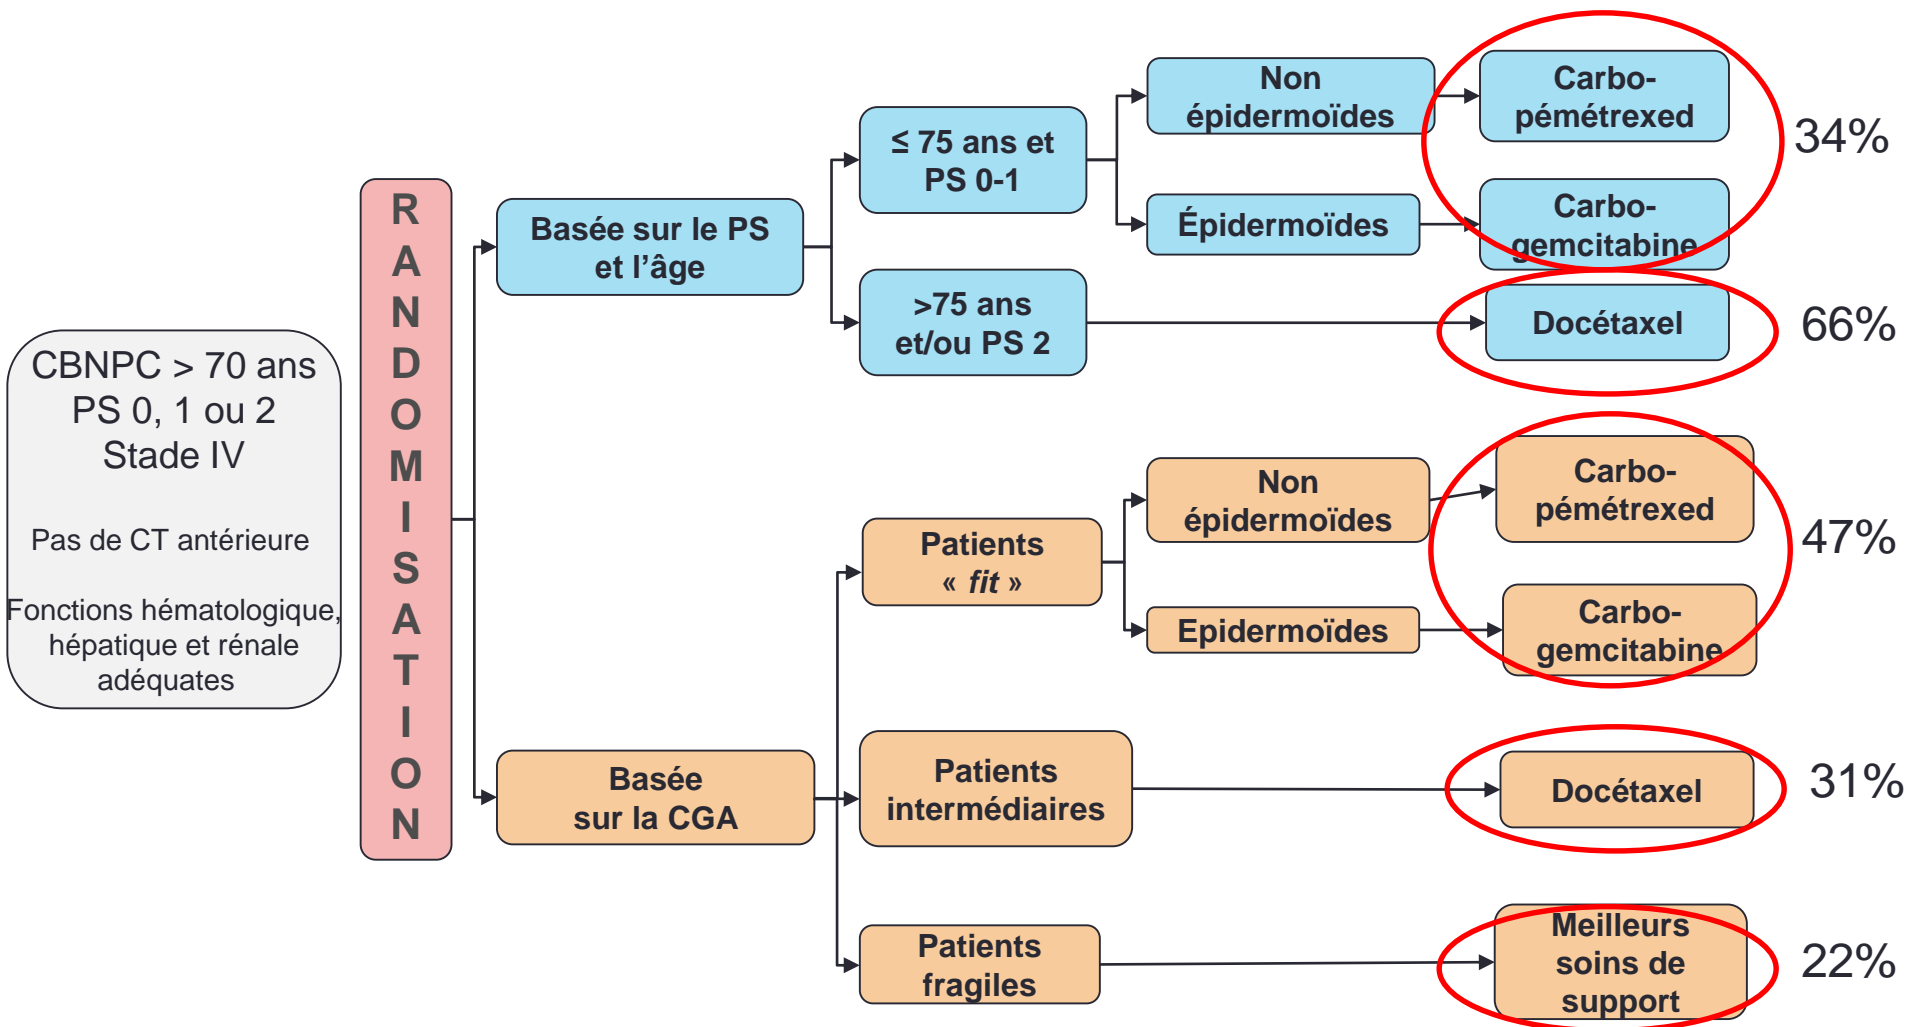 CBNPC > 70 ans
PS 0, 1 ou 2
Stade IV
Pas de CT antérieure
Fonctions hématologique,
hépatique et rénale
adéquates
R
A
N
D
O
M
I
S
A
T
I
O
N
Basée sur le PS
et l’âge
≤ 75 ans et
PS 0-1
Non
épidermoïdes
Carbo-
pémétrexed
34%
Épidermoïdes
Carbo-
gemcitabine
>75 ans
et/ou PS 2
Docétaxel
66%
Basée
sur la CGA
Patients
« fit »
Non
épidermoïdes
Carbo-
pémétrexed
47%
Epidermoïdes
Carbo-
gemcitabine
Patients
intermédiaires
Docétaxel
31%
Patients
fragiles
Meilleurs
soins de
support
22%